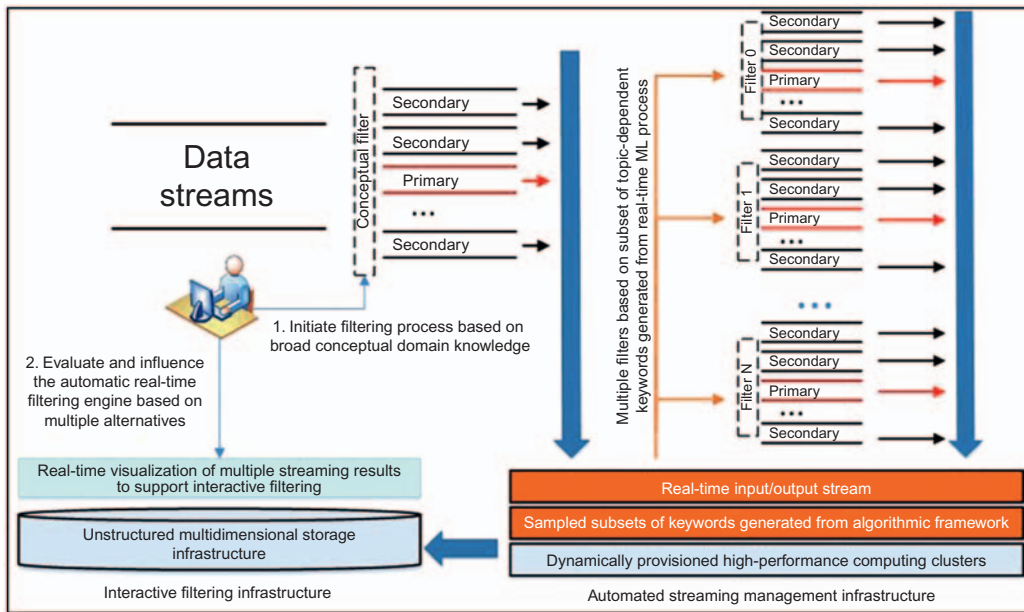 Data
streams
Conceptual filter
Secondary
Secondary
Primary
...
Secondary
1. Initiate filtering process based on
broad conceptual domain knowledge
2. Evaluate and influence
the automatic real-time
filtering engine based on
multiple alternatives
Real-time visualization of multiple streaming results
to support interactive filtering
Unstructured multidimensional storage
infrastructure
Interactive filtering infrastructure
Multiple filters based on subset of topic-dependent
keywords generated from real-time ML process
Filter 0
Secondary
Secondary
Primary
...
Secondary
Filter 1
Secondary
Secondary
Primary
...
Secondary
...
Filter N
Secondary
Secondary
Primary
...
Secondary
Real-time input/output stream
Sampled subsets of keywords generated from algorithmic framework
Dynamically provisioned high-performance computing clusters
Automated streaming management infrastructure